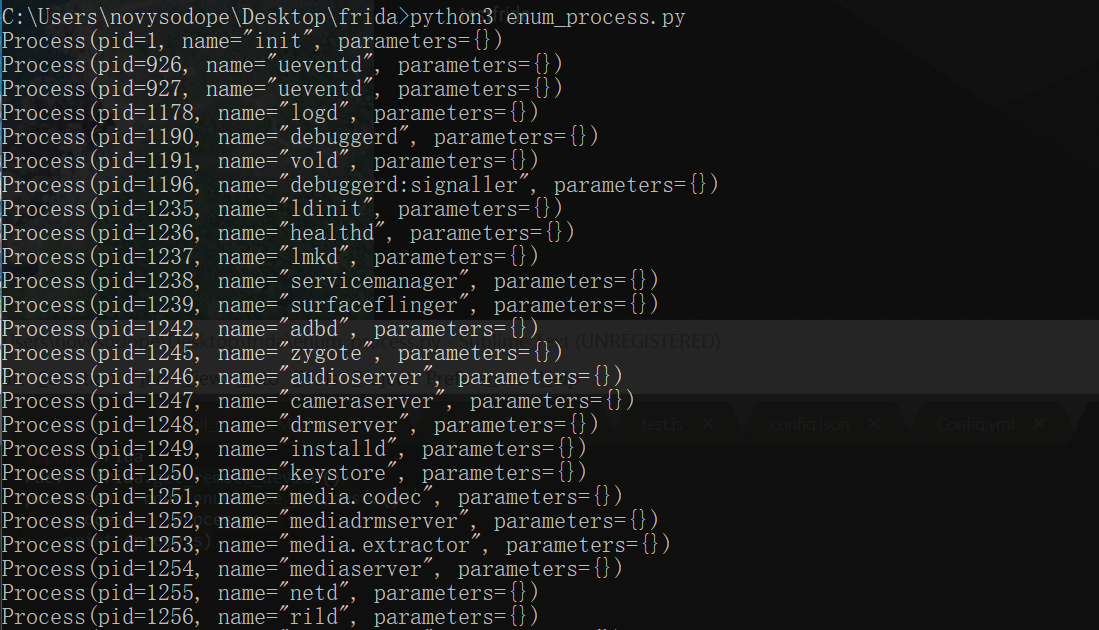 C:\Users\novysodope\Desktop\frida>python3 enum_process.py
Process(pid=1, name="init", parameters={})
Process(pid=926, name="ueventd", parameters={})
Process(pid=927, name="ueventd", parameters={})
Process(pid=1178, name="logd", parameters={})
Process(pid=1190, name="debuggerd", parameters={})
Process(pid=1191, name="vold", parameters={})
Process(pid=1196, name="debuggerd:signaller", parameters={})
Process(pid=1235, name="ldinit", parameters={})
Process(pid=1236, name="healthd", parameters={})
Process(pid=1237, name="lmkd", parameters={})
Process(pid=1238, name="servicemanager", parameters={})
Process(pid=1239, name="surfaceflinger", parameters={})
Process(pid=1242, name="adbd", parameters={})
(UNREGISTERED)
Process(pid=1245, name="zygote", parameters={})
Process(pid=1246, name="audioserver", parameters={})
Process(pid=1247, name="cameraserver", parameters={})
Process(pid=1248, name="drmserver", parameters={})
test.js config.json Config.yml
Process(pid=1249, name="installd", parameters={})
Process(pid=1250, name="keystore", parameters={})
Process(pid=1251, name="media.codec", parameters={})
Process(pid=1252, name="mediadrmserver", parameters={})
Process(pid=1253, name="media.extractor", parameters={})
Process(pid=1254, name="mediaserver", parameters={})
Process(pid=1255, name="netd", parameters={})
Process(pid=1256, name="rild", parameters={})